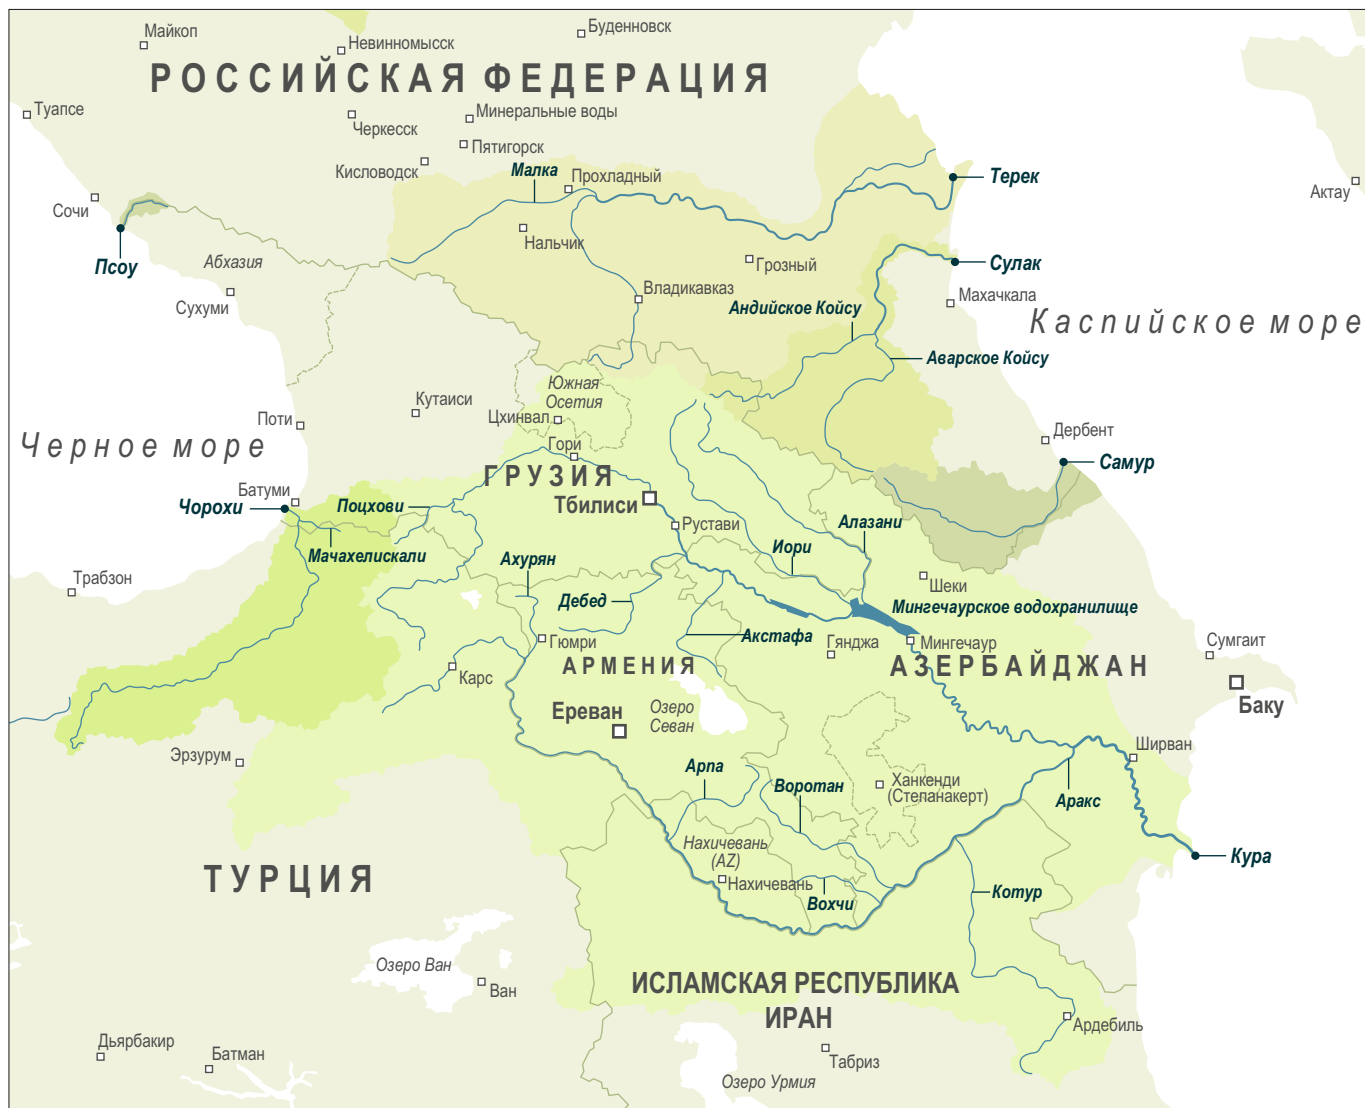 Майкоп
Буденновск
Невинномысск
РОССИЙСКАЯ ФЕДЕРАЦИЯ
Туапсе
Минеральные воды
Черкесск
Пятигорск
Кисловодск
Малка
Прохладный
Терек
Актау
Сочи
Псоу
Абхазия
Нальчик
Грозный
Сулак
Сухуми
Владикавказ
Андийское Койсу
Махачкала
Каспийское море
Аварское Койсу
Южная
Осетия
Кутаиси
Цхинвал
Поти
Черное море
Гори
Дербент
Самур
ГРУЗИЯ
Батуми
Чорохи
Поцхови
Тбилиси
Рустави
Алазани
Мачахелискали
Ахурян
Иори
Трабзон
Шеки
Дебед
Мингечаурское водохранилище
Акстафа
Гюмри
Гянджа
Мингечаур
Сумгаит
Карс
АРМЕНИЯ
АЗЕРБАЙДЖАН
Баку
Ереван
Озеро
Севан
Эрзурум
Ширван
Арпа
Воротан
Ханкенди
(Степанакерт)
Аракс
Нахичевань
(AZ)
Кура
ТУРЦИЯ
Нахичевань
Вохчи
Котур
Озеро Ван
Ван
ИСЛАМСКАЯ РЕСПУБЛИКА
ИРАН
Ардебиль
Дьярбакир
Батман
Табриз
Озеро Урмия